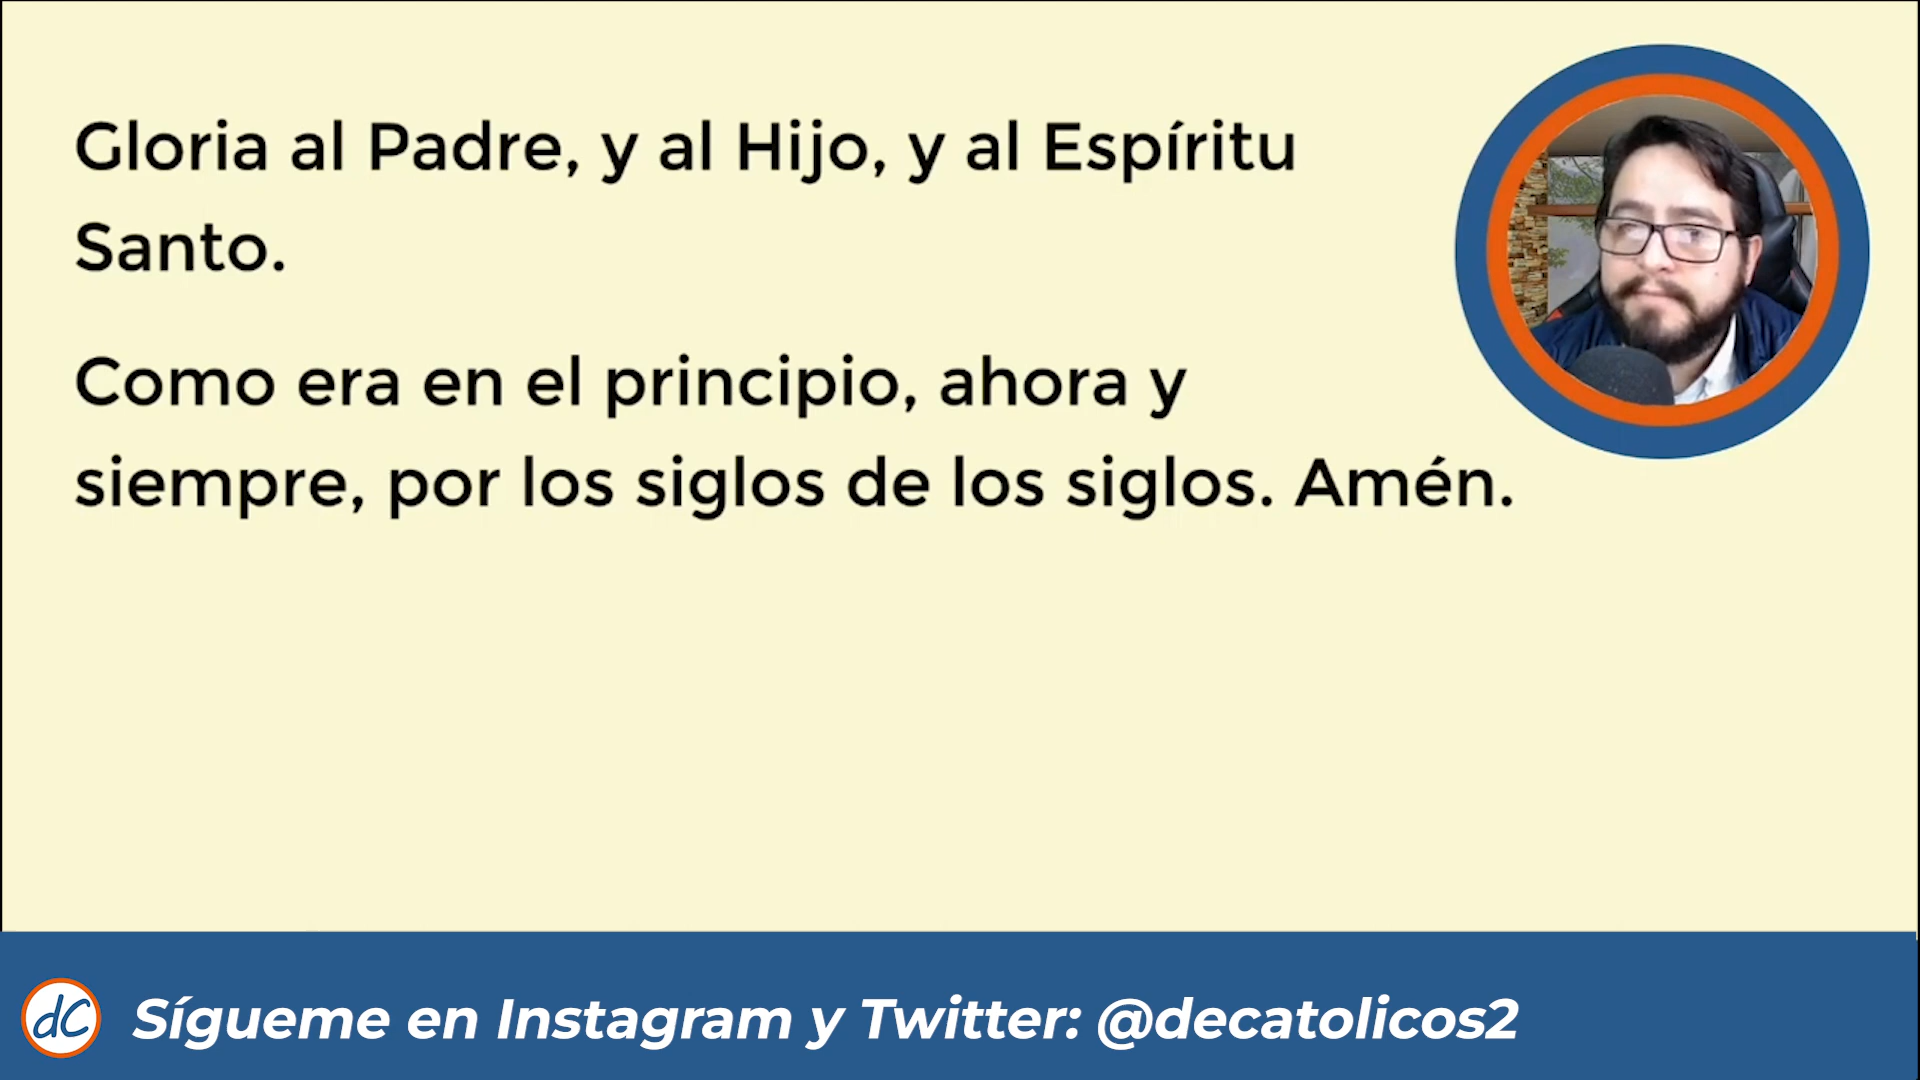 Gloria al Padre, y al Hijo, y al Espíritu
Santo.
Como era en el principio, ahora y
siempre, por los siglos de los siglos. Amén.
dC
Sígueme en Instagram y Twitter: @decatolicos2